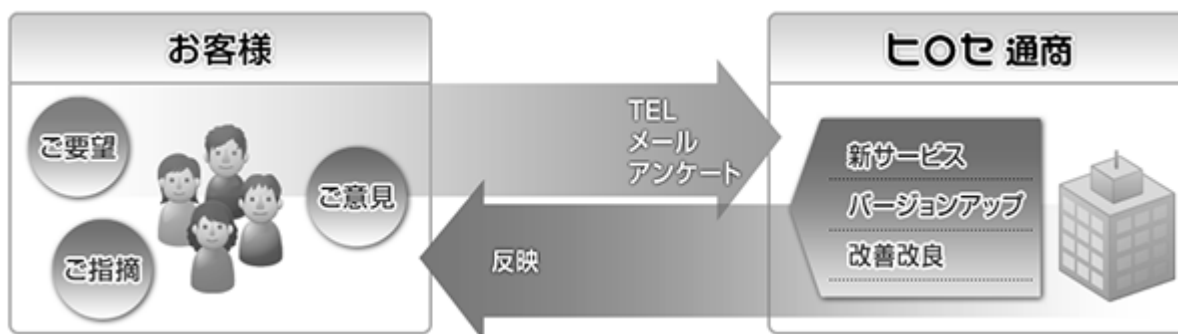 お客様
ご要望
ご意見
ご指摘
TEL
メール
アンケート
反映
ヒロセ 通商
新サービス
バージョンアップ
改善改良